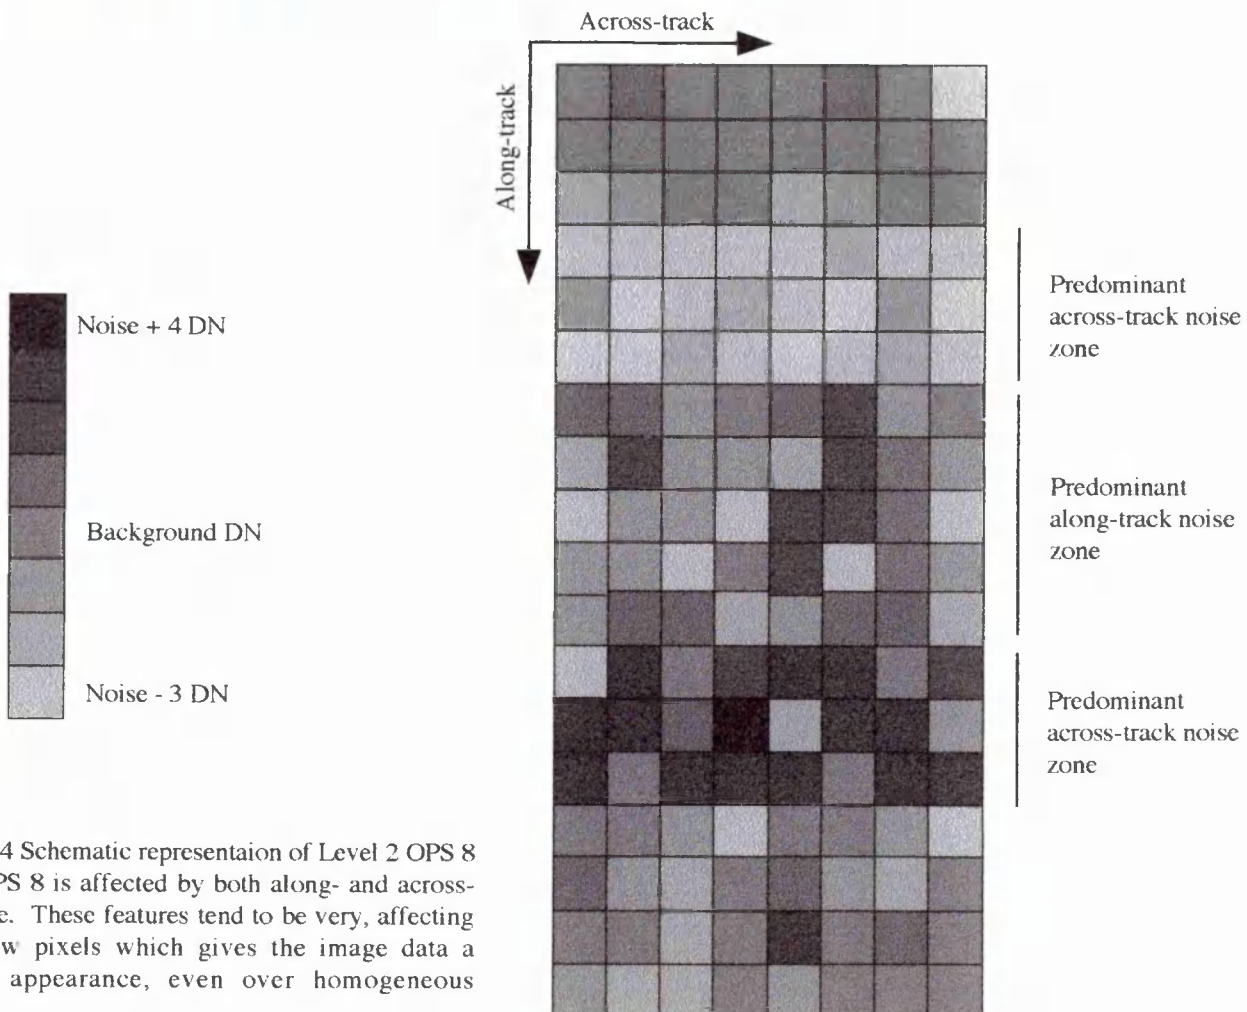 Across-track
Along-track
Noise + 4 DN
Background DN
Noise - 3 DN
Predominant
across-track noise
zone
Predominant
along-track noise
zone
Predominant
across-track noise
zone
4 Schematic representaion of Level 2 OPS 8
PS 8 is affected by both along- and across-
e. These features tend to be very, affecting
w pixels which gives the image data a
appearance, even over homogeneous